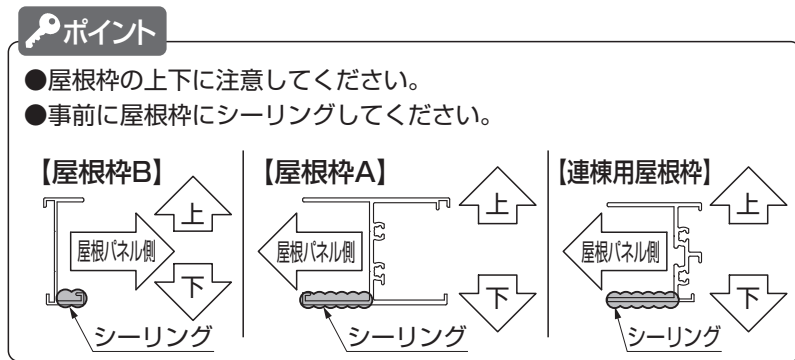 ポイント
●屋根枠の上下に注意してください。
●事前に屋根枠にシーリングしてください。
【屋根枠B】
上
屋根パネル側
下
シーリング
【屋根枠A】
上
屋根パネル側
下
シーリング
【連棟用屋根枠】
上
屋根パネル側
下
シーリング